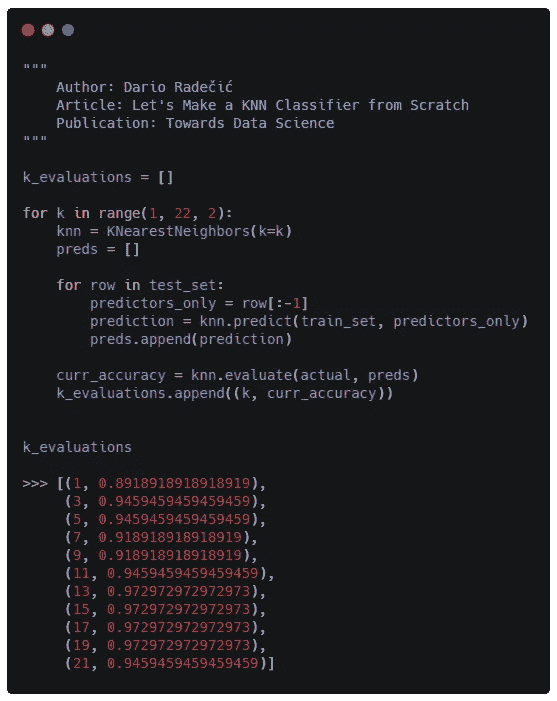 """
    Author: Dario Radečić
    Article: Let's Make a KNN Classifier from Scratch
    Publication: Towards Data Science
"""
k_evaluations = []
for k in range(1, 22, 2):
    knn = KNearestNeighbors(k=k)
    preds = []
    for row in test_set:
        predictors_only = row[:-1]
        prediction = knn.predict(train_set, predictors_only)
        preds.append(prediction)
    curr_accuracy = knn.evaluate(actual, preds)
    k_evaluations.append((k, curr_accuracy))
k_evaluations
>>> [(1, 0.8918918918918919),
     (3, 0.9459459459459459),
     (5, 0.9459459459459459),
     (7, 0.918918918918919),
     (9, 0.918918918918919),
     (11, 0.9459459459459459),
     (13, 0.972972972972973),
     (15, 0.972972972972973),
     (17, 0.972972972972973),
     (19, 0.972972972972973),
     (21, 0.9459459459459459)]